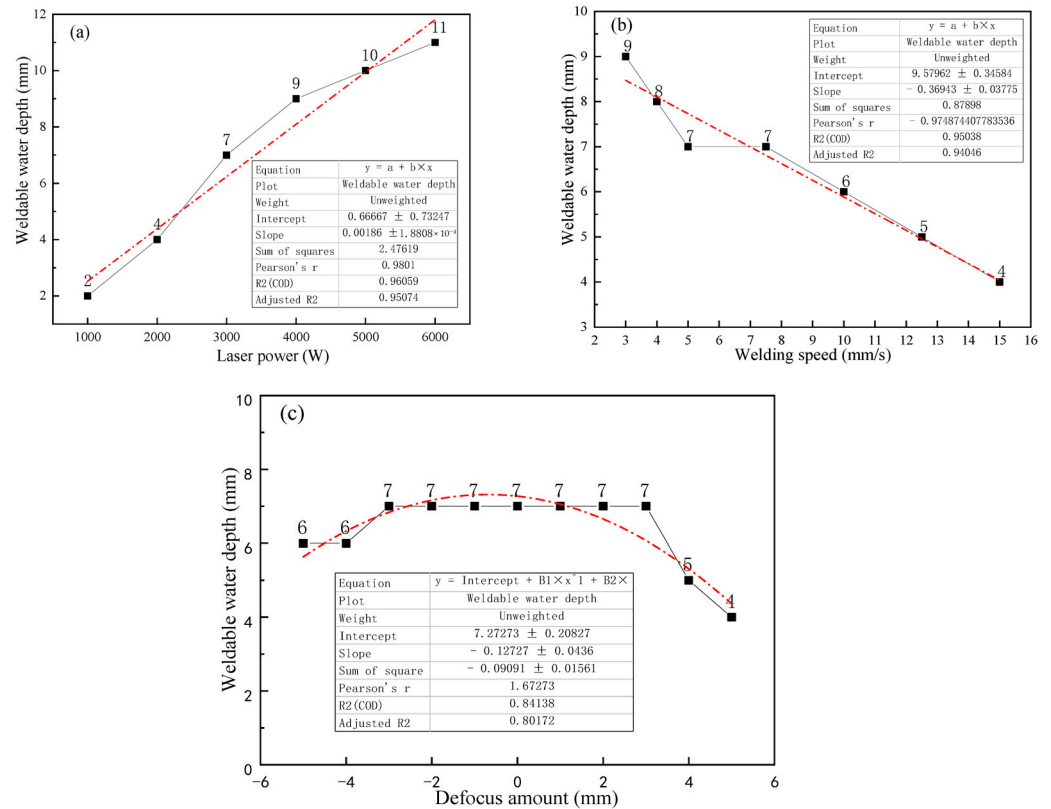 (a)
Weldable water depth (mm)
12
10
8
6
4
2
2
4
7
9
10
11
Equation y = a + b×x
Plot Weldable water depth
Weight Unweighted
Intercept 0.66667 ± 0.73247
Slope 0.00186 ±1.8808×10⁻⁴
Sum of squares 2.47619
Pearson's r 0.9801
R2(COD) 0.96059
Adjusted R2 0.95074
1000 2000 3000 4000 5000 6000
Laser power (W)
(b)
Weldable water depth (mm)
10
9
8
7
6
5
4
3
9
8
7
7
6
5
4
Equation y = a + b×x
Plot Weldable water depth
Weight Unweighted
Intercept 9.57962 ± 0.34584
Slope - 0.36943 ± 0.03775
Sum of squares 0.87898
Pearson's r - 0.974874407783536
R2(COD) 0.95038
Adjusted R2 0.94046
2 3 4 5 6 7 8 9 10 11 12 13 14 15 16
Welding speed (mm/s)
(c)
Weldable water depth (mm)
10
8
6
4
2
0
6 6 7 7 7 7 7 7 7 5 4
Equation y = Intercept + B1×x^1 + B2×
Plot Weldable water depth
Weight Unweighted
Intercept 7.27273 ± 0.20827
Slope - 0.12727 ± 0.0436
Sum of square - 0.09091 ± 0.01561
Pearson's r 1.67273
R2(COD) 0.84138
Adjusted R2 0.80172
−6 −4 −2 0 2 4 6
Defocus amount (mm)